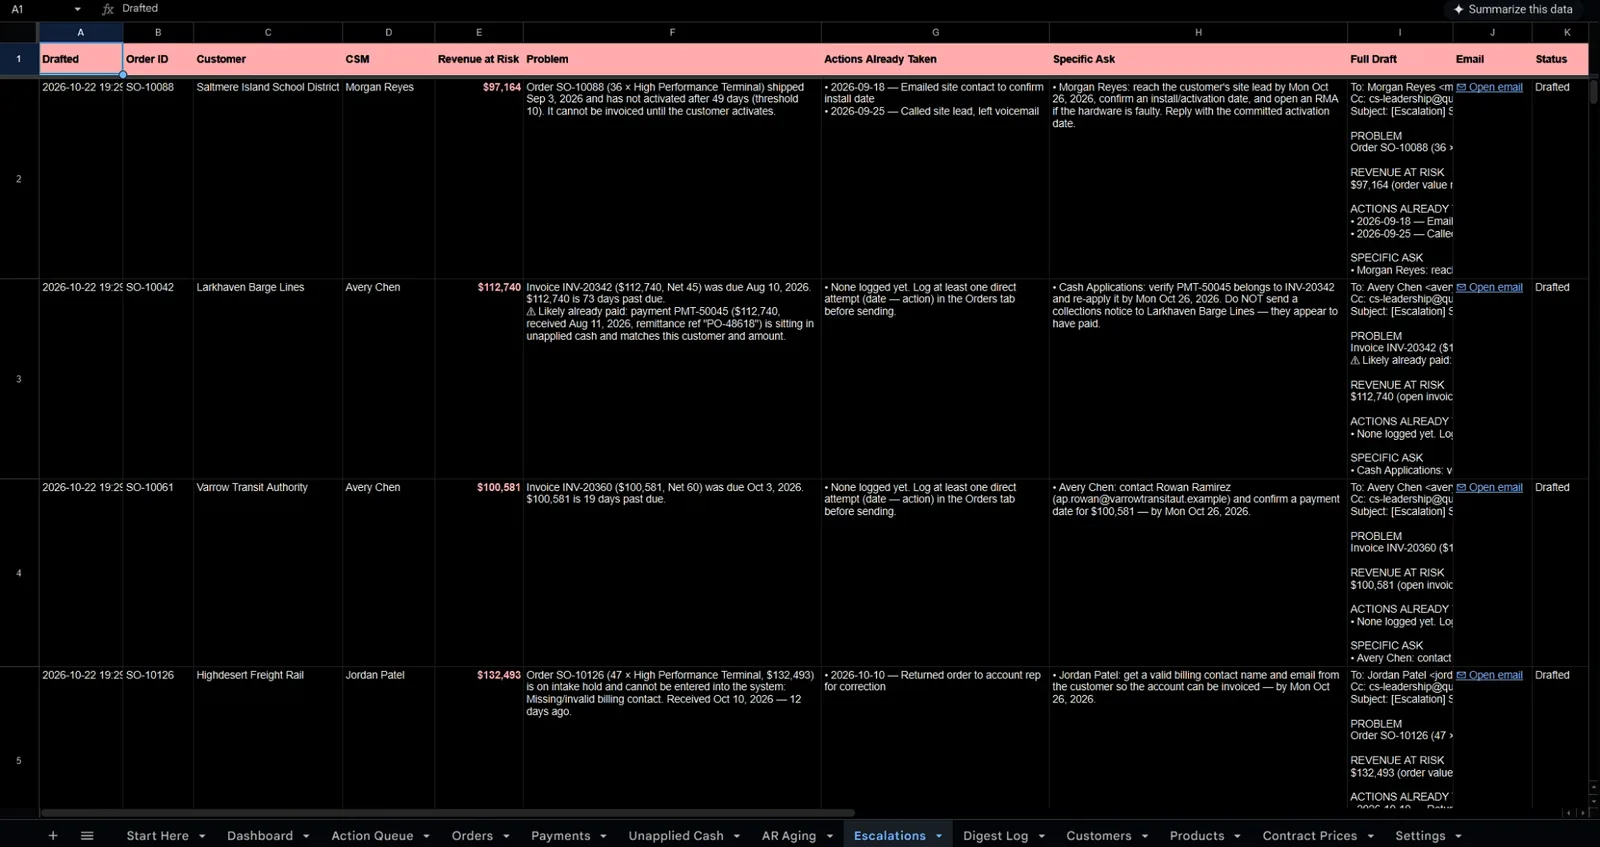 A1 fx Drafted Summarize this data
A B C D E F G H I J K
1 Drafted Order ID Customer CSM Revenue at Risk Problem Actions Already Taken Specific Ask Full Draft Email Status
2
2026-10-22 19:29
SO-10088
Saltmere Island School District
Morgan Reyes
$97,164
Order SO-10088 (36 × High Performance Terminal) shipped
Sep 3, 2026 and has not activated after 49 days (threshold
10). It cannot be invoiced until the customer activates.
• 2026-09-18 — Emailed site contact to confirm
install date
• 2026-09-25 — Called site lead, left voicemail
• Morgan Reyes: reach the customer's site lead by Mon Oct
26, 2026, confirm an install/activation date, and open an RMA
if the hardware is faulty. Reply with the committed activation
date.
To: Morgan Reyes <m
Cc: cs-leadership@qu
Subject: [Escalation] S
PROBLEM
Order SO-10088 (36 ×
REVENUE AT RISK
$97,164 (order value
ACTIONS ALREADY
• 2026-09-18 — Email
• 2026-09-25 — Called
SPECIFIC ASK
• Morgan Reyes: reac
Open email
Drafted
3
2026-10-22 19:29
SO-10042
Larkhaven Barge Lines
Avery Chen
$112,740
Invoice INV-20342 ($112,740, Net 45) was due Aug 10, 2026.
$112,740 is 73 days past due.
⚠ Likely already paid: payment PMT-50045 ($112,740,
received Aug 11, 2026, remittance ref "PO-48618") is sitting in
unapplied cash and matches this customer and amount.
• None logged yet. Log at least one direct
attempt (date — action) in the Orders tab
before sending.
• Cash Applications: verify PMT-50045 belongs to INV-20342
and re-apply it by Mon Oct 26, 2026. Do NOT send a
collections notice to Larkhaven Barge Lines — they appear to
have paid.
To: Avery Chen <aver
Cc: cs-leadership@qu
Subject: [Escalation] S
PROBLEM
Invoice INV-20342 ($1
⚠ Likely already paid:
REVENUE AT RISK
$112,740 (open invoic
ACTIONS ALREADY
• None logged yet. Log
SPECIFIC ASK
• Cash Applications: v
Open email
Drafted
4
2026-10-22 19:29
SO-10061
Varrow Transit Authority
Avery Chen
$100,581
Invoice INV-20360 ($100,581, Net 60) was due Oct 3, 2026.
$100,581 is 19 days past due.
• None logged yet. Log at least one direct
attempt (date — action) in the Orders tab
before sending.
• Avery Chen: contact Rowan Ramirez
(ap.rowan@varrowtransitaut.example) and confirm a payment
date for $100,581 — by Mon Oct 26, 2026.
To: Avery Chen <aver
Cc: cs-leadership@qu
Subject: [Escalation] S
PROBLEM
Invoice INV-20360 ($1
REVENUE AT RISK
$100,581 (open invoic
ACTIONS ALREADY
• None logged yet. Log
SPECIFIC ASK
• Avery Chen: contact
Open email
Drafted
5
2026-10-22 19:29
SO-10126
Highdesert Freight Rail
Jordan Patel
$132,493
Order SO-10126 (47 × High Performance Terminal, $132,493)
is on intake hold and cannot be entered into the system:
Missing/invalid billing contact. Received Oct 10, 2026 — 12
days ago.
• 2026-10-10 — Returned order to account rep
for correction
• Jordan Patel: get a valid billing contact name and email from
the customer so the account can be invoiced — by Mon Oct
26, 2026.
To: Jordan Patel <jord
Cc: cs-leadership@qu
Subject: [Escalation] S
PROBLEM
Order SO-10126 (47 ×
REVENUE AT RISK
$132,493 (order value
ACTIONS ALREADY
Open email
Drafted
+ Start Here Dashboard Action Queue Orders Payments Unapplied Cash AR Aging Escalations Digest Log Customers Products Contract Prices Settings